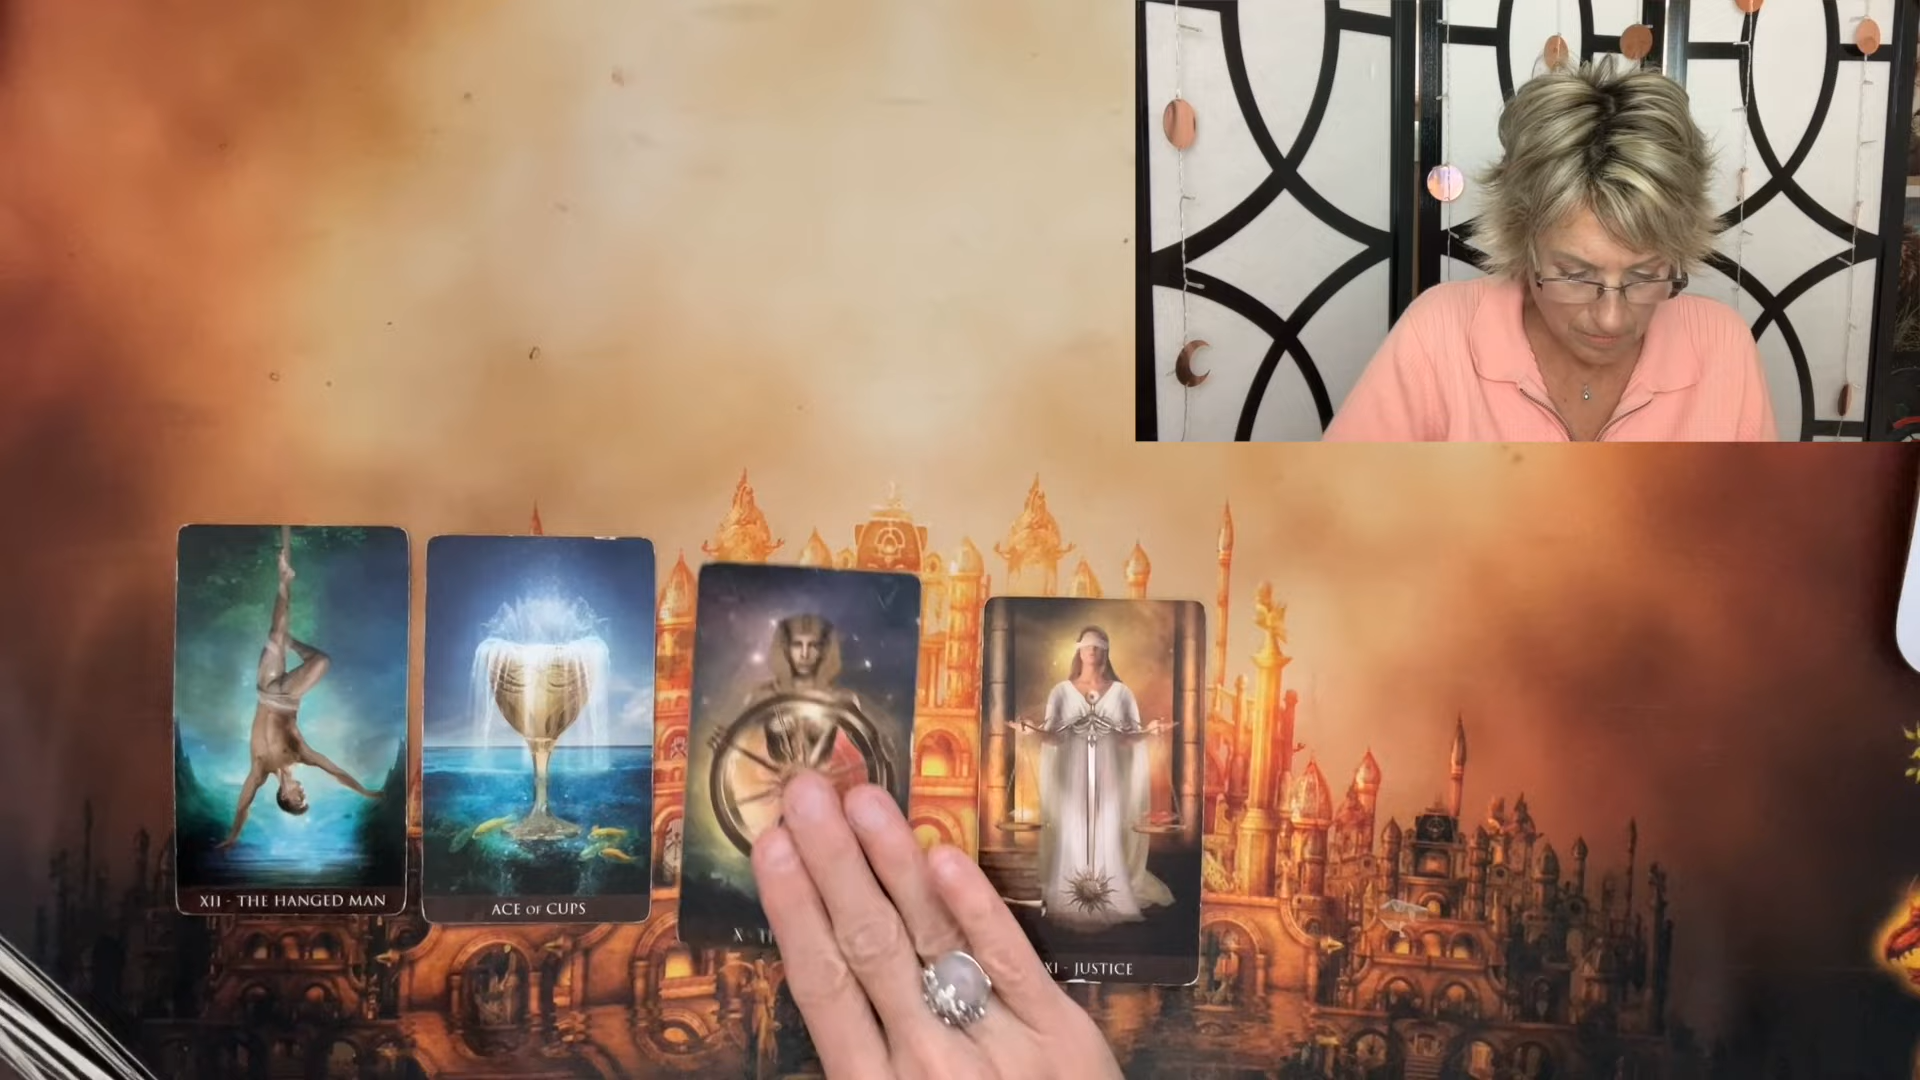 XII - THE HANGED MAN
ACE OF CUPS
X
XI - JUSTICE